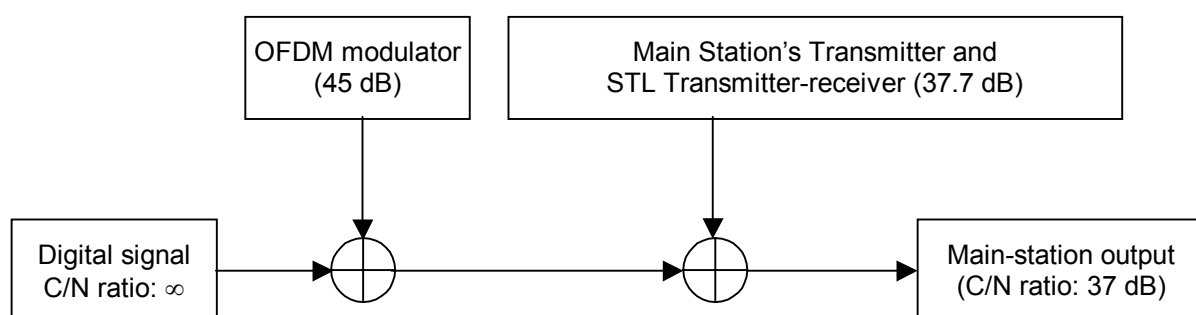 OFDM modulator
(45 dB)
Main Station's Transmitter and
STL Transmitter-receiver (37.7 dB)
Digital signal
C/N ratio: ∞
Main-station output
(C/N ratio: 37 dB)